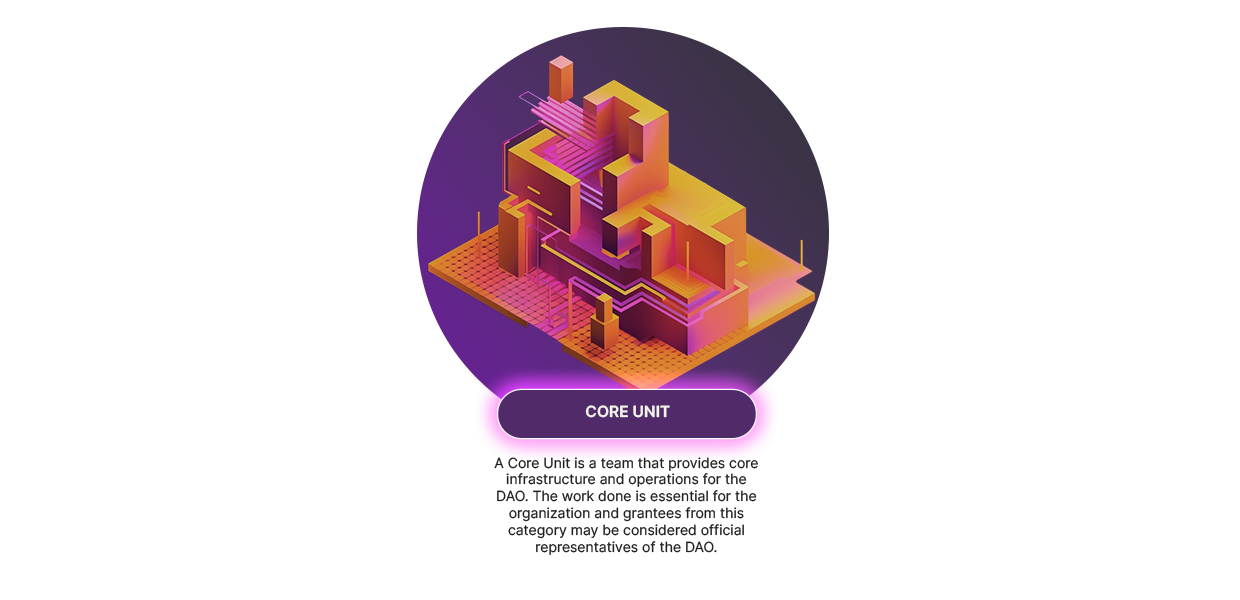 CORE UNIT
A Core Unit is a team that provides core
infrastructure and operations for the
DAO. The work done is essential for the
organization and grantees from this
category may be considered official
representatives of the DAO.